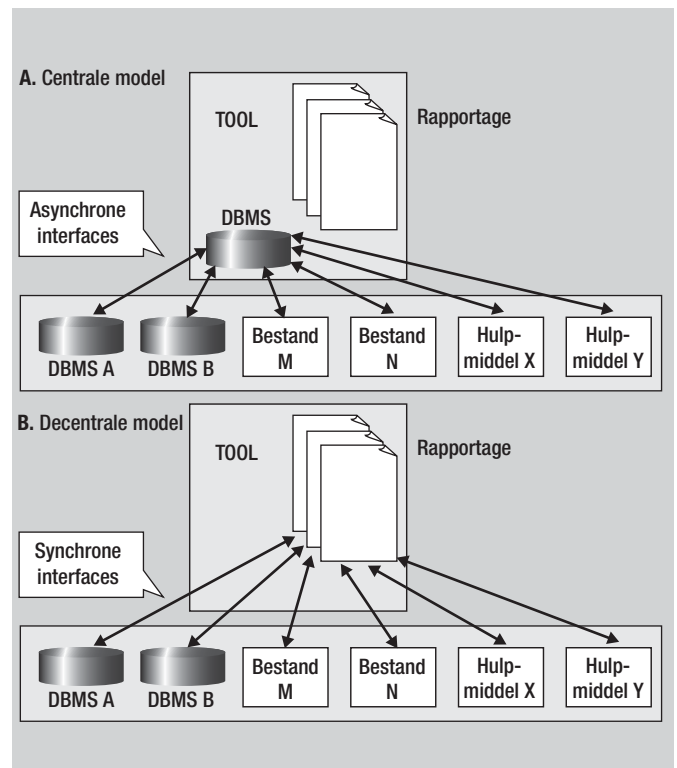 A. Centrale model
TOOL
Rapportage
Asynchrone
interfaces
DBMS
DBMS A
DBMS B
Bestand
M
Bestand
N
Hulp-
middel X
Hulp-
middel Y
B. Decentrale model
TOOL
Rapportage
Synchrone
interfaces
DBMS A
DBMS B
Bestand
M
Bestand
N
Hulp-
middel X
Hulp-
middel Y